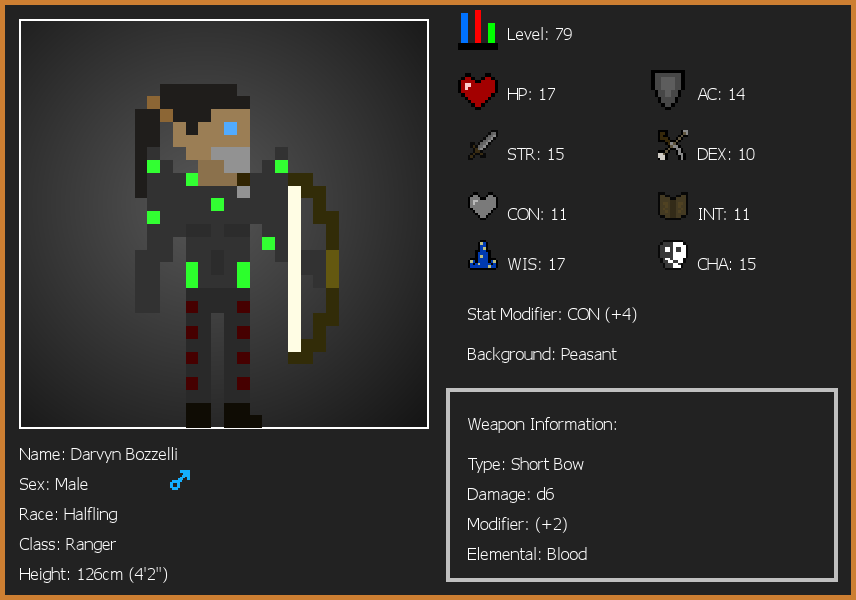 Level: 79
HP: 17
AC: 14
STR: 15
DEX: 10
CON: 11
INT: 11
WIS: 17
CHA: 15
Stat Modifier: CON (+4)
Background: Peasant
Weapon Information:
Type: Short Bow
Damage: d6
Modifier: (+2)
Elemental: Blood
Name: Darvyn Bozzelli
Sex: Male
Race: Halfling
Class: Ranger
Height: 126cm (4'2")